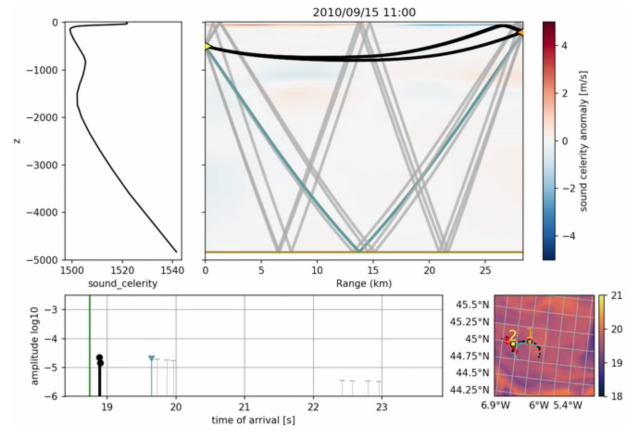 2010/09/15 11:00
0
−1000
−2000
−3000
−4000
−5000
z
1500 1520 1540
sound_celerity
0 5 10 15 20 25
Range (km)
4
2
0
−2
−4
sound celerity anomaly [m/s]
−3
−4
−5
−6
amplitude log10
19 20 21 22 23
time of arrival [s]
45.5°N
45.25°N
45°N
44.75°N
44.5°N
44.25°N
2 1
6.9°W 6°W 5.4°W
21
20
19
18